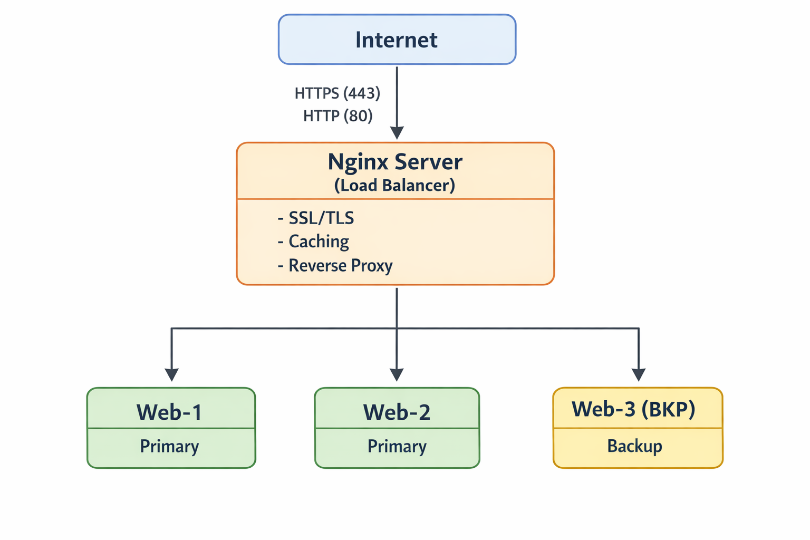 Internet
HTTPS (443)
HTTP (80)
Nginx Server
(Load Balancer)
- SSL/TLS
- Caching
- Reverse Proxy
Web-1
Primary
Web-2
Primary
Web-3 (BKP)
Backup